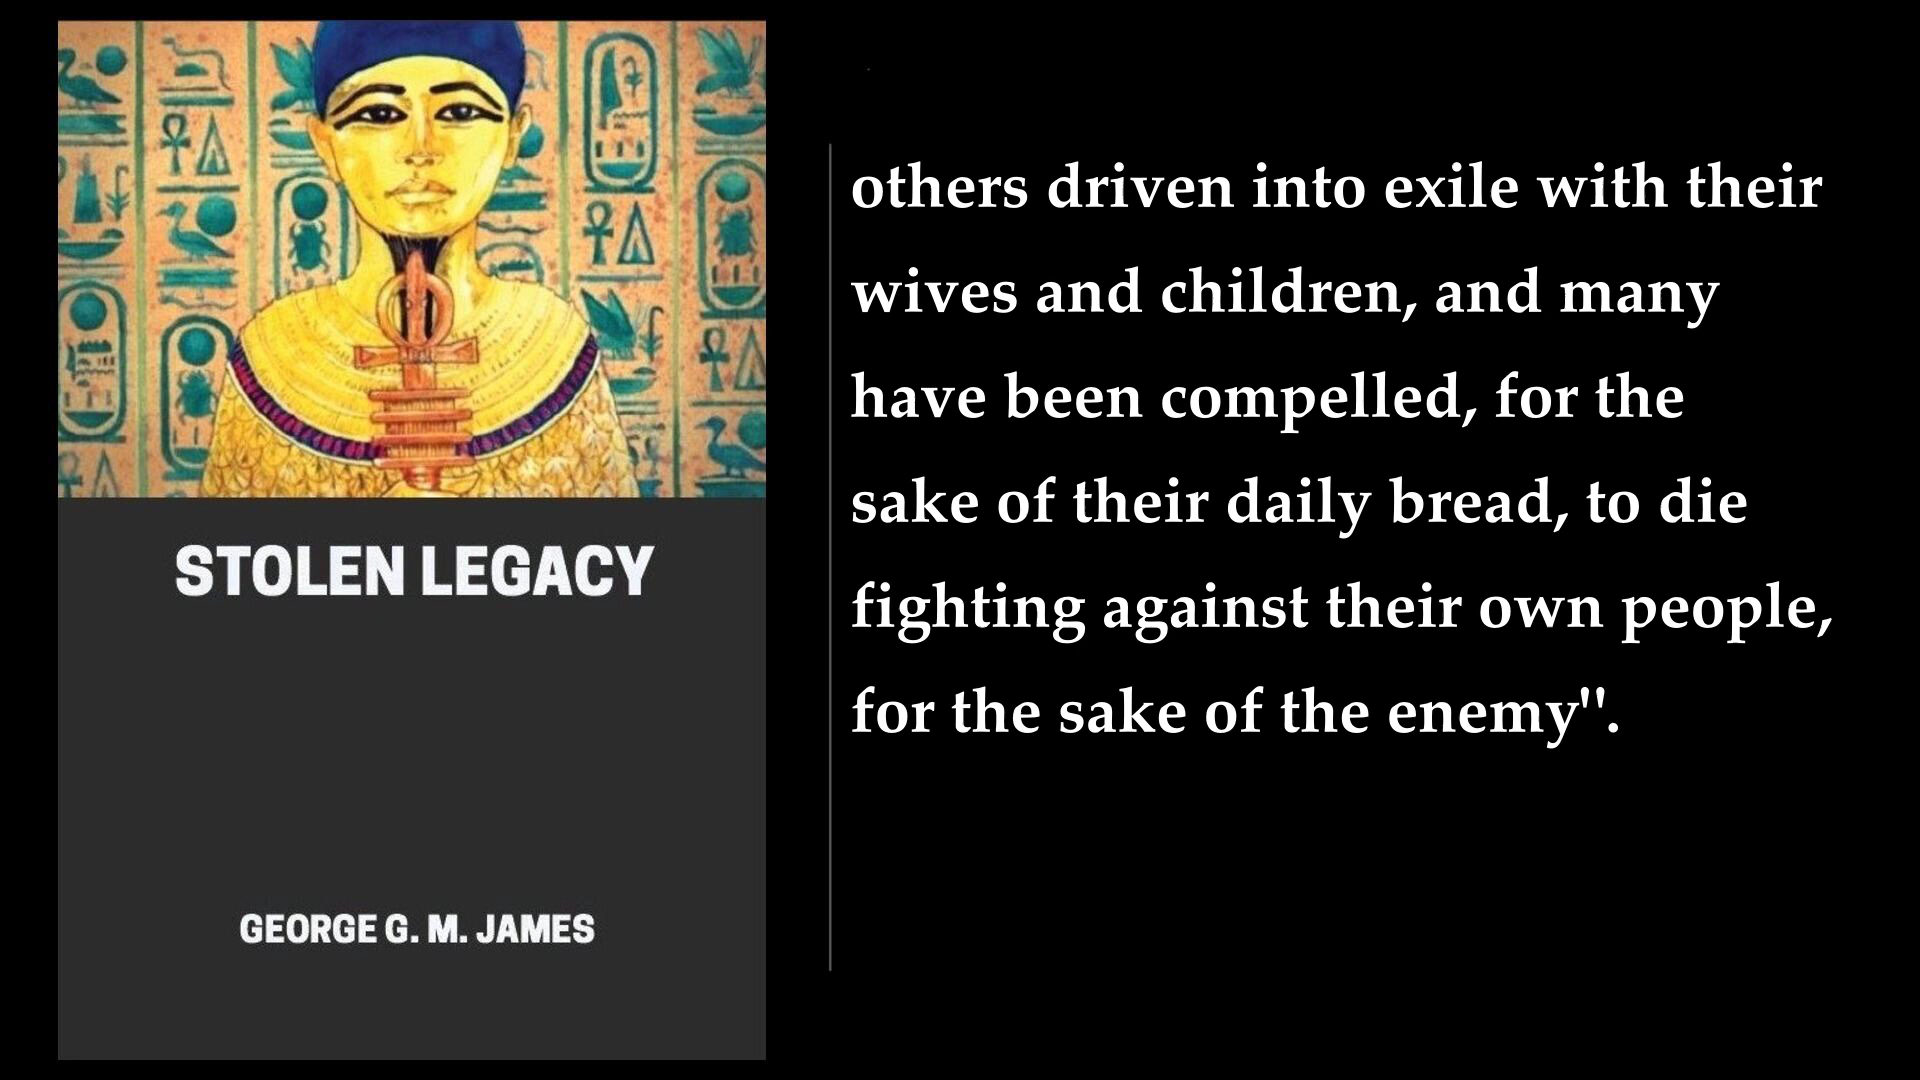 STOLEN LEGACY
GEORGE G. M. JAMES
others driven into exile with their
wives and children, and many
have been compelled, for the
sake of their daily bread, to die
fighting against their own people,
for the sake of the enemy".